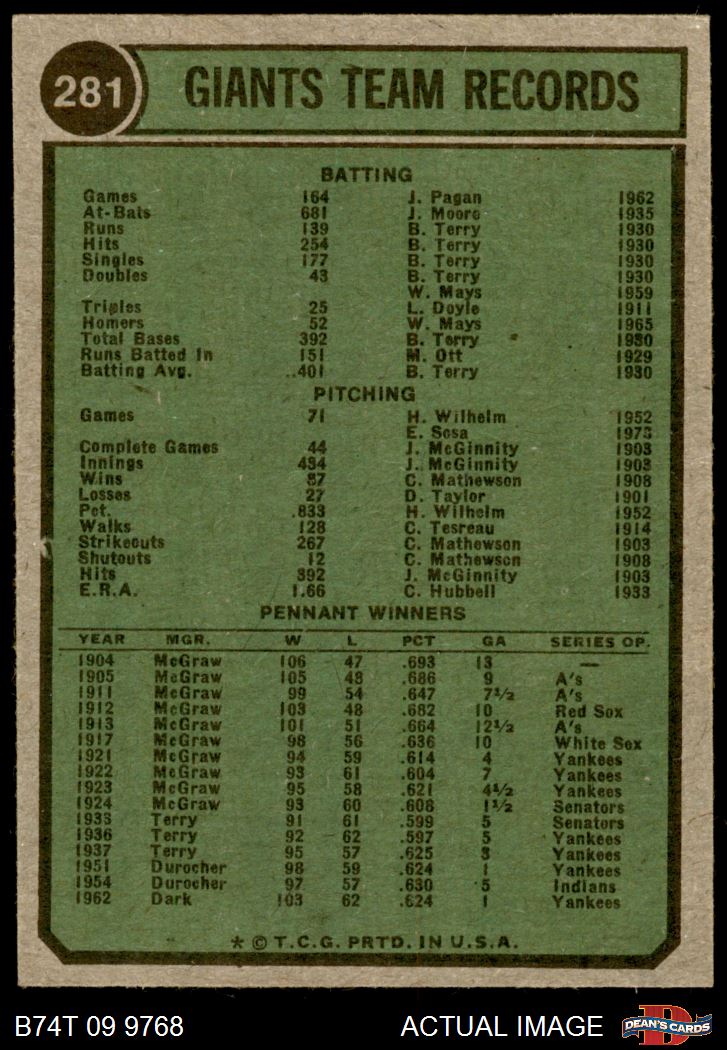 281 GIANTS TEAM RECORDS
BATTING
Games 164 J. Pagan 1962
At-Bats 681 J. Moore 1935
Runs 139 B. Terry 1930
Hits 254 B. Terry 1930
Singles 177 B. Terry 1930
Doubles 43 B. Terry 1930
W. Mays 1959
Triples 25 L. Doyle 1911
Homers 52 W. Mays 1965
Total Bases 392 B. Terry 1930
Runs Batted In 151 M. Ott 1929
Batting Avg. .401 B. Terry 1930
PITCHING
Games 71 H. Wilhelm 1952
E. Sosa 1973
Complete Games 44 J. McGinnity 1903
Innings 434 J. McGinnity 1903
Wins 37 C. Mathewson 1908
Losses 27 D. Taylor 1901
Pct. .833 H. Wilhelm 1952
Walks 128 C. Tesreau 1914
Strikeouts 267 C. Mathewson 1903
Shutouts 12 C. Mathewson 1908
Hits 392 J. McGinnity 1903
E.R.A. 1.66 C. Hubbell 1933
PENNANT WINNERS
YEAR MGR. W L PCT GA SERIES OP.
1904 McGraw 106 47 .693 13 —
1905 McGraw 105 48 .686 9 A's
1911 McGraw 99 54 .647 7½ A's
1912 McGraw 103 48 .682 10 Red Sox
1913 McGraw 101 51 .664 12½ A's
1917 McGraw 98 56 .636 10 White Sox
1921 McGraw 94 59 .614 4 Yankees
1922 McGraw 93 61 .604 7 Yankees
1923 McGraw 95 58 .621 4½ Yankees
1924 McGraw 93 60 .608 1½ Senators
1933 Terry 91 61 .599 5 Senators
1936 Terry 92 62 .597 5 Yankees
1937 Terry 95 57 .625 3 Yankees
1951 Durocher 98 59 .624 1 Yankees
1954 Durocher 97 57 .630 5 Indians
1962 Dark 103 62 .624 1 Yankees
* © T.C.G. PRTD. IN U.S.A.
B74T 09 9768 ACTUAL IMAGE D DEAN'S CARDS